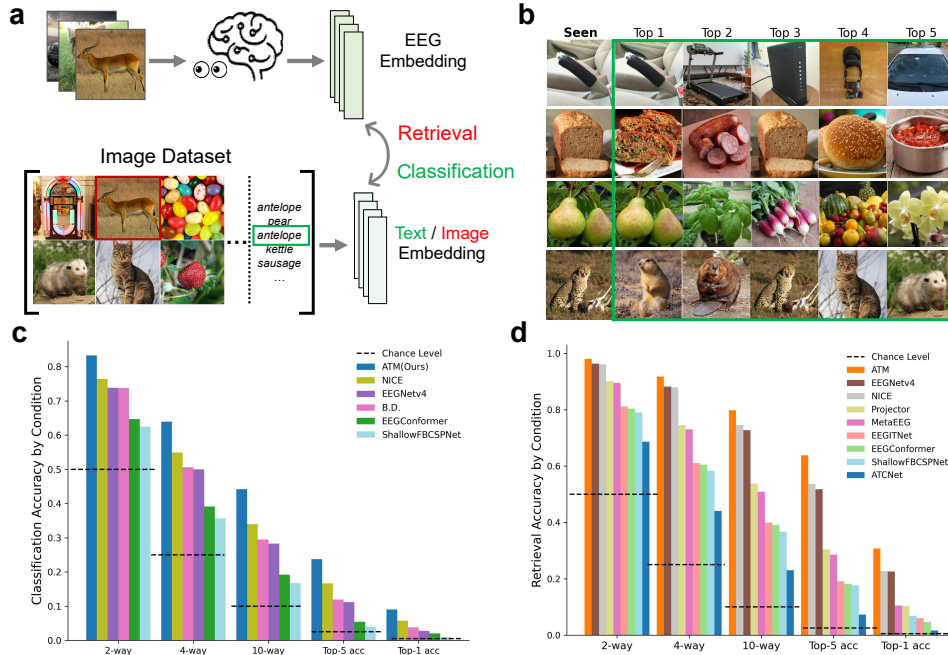 a
EEG
Embedding
Retrieval
Classification
Image Dataset
antelope
pear
antelope
kettle
sausage
...
...
Text / Image
Embedding
b
Seen
Top 1
Top 2
Top 3
Top 4
Top 5
c
Classification Accuracy by Condition
0.8
0.7
0.6
0.5
0.4
0.3
0.2
0.1
0.0
2-way
4-way
10-way
Top-5 acc
Top-1 acc
Chance Level
ATM(Ours)
NICE
EEGNetv4
B.D.
EEGConformer
ShallowFBCSPNet
d
Retrieval Accuracy by Condition
1.0
0.8
0.6
0.4
0.2
0.0
2-way
4-way
10-way
Top-5 acc
Top-1 acc
Chance Level
ATM
EEGNetv4
NICE
Projector
MetaEEG
EEGITNet
EEGConformer
ShallowFBCSPNet
ATCNet